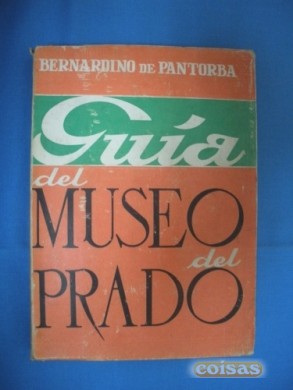 BERNARDINO DE PANTORBA
Guía
del
MUSEO
del
PRADO
coisas